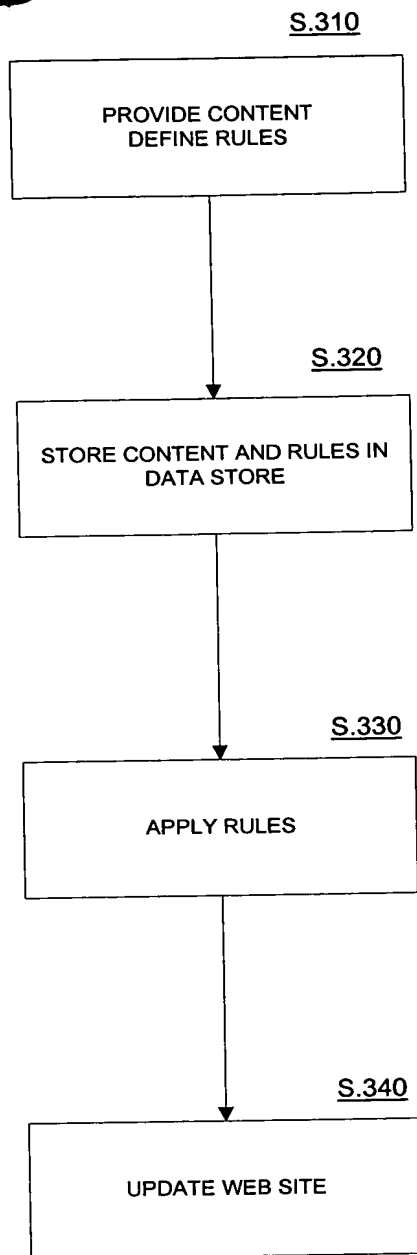 S.310
PROVIDE CONTENT
DEFINE RULES
S.320
STORE CONTENT AND RULES IN
DATA STORE
S.330
APPLY RULES
S.340
UPDATE WEB SITE